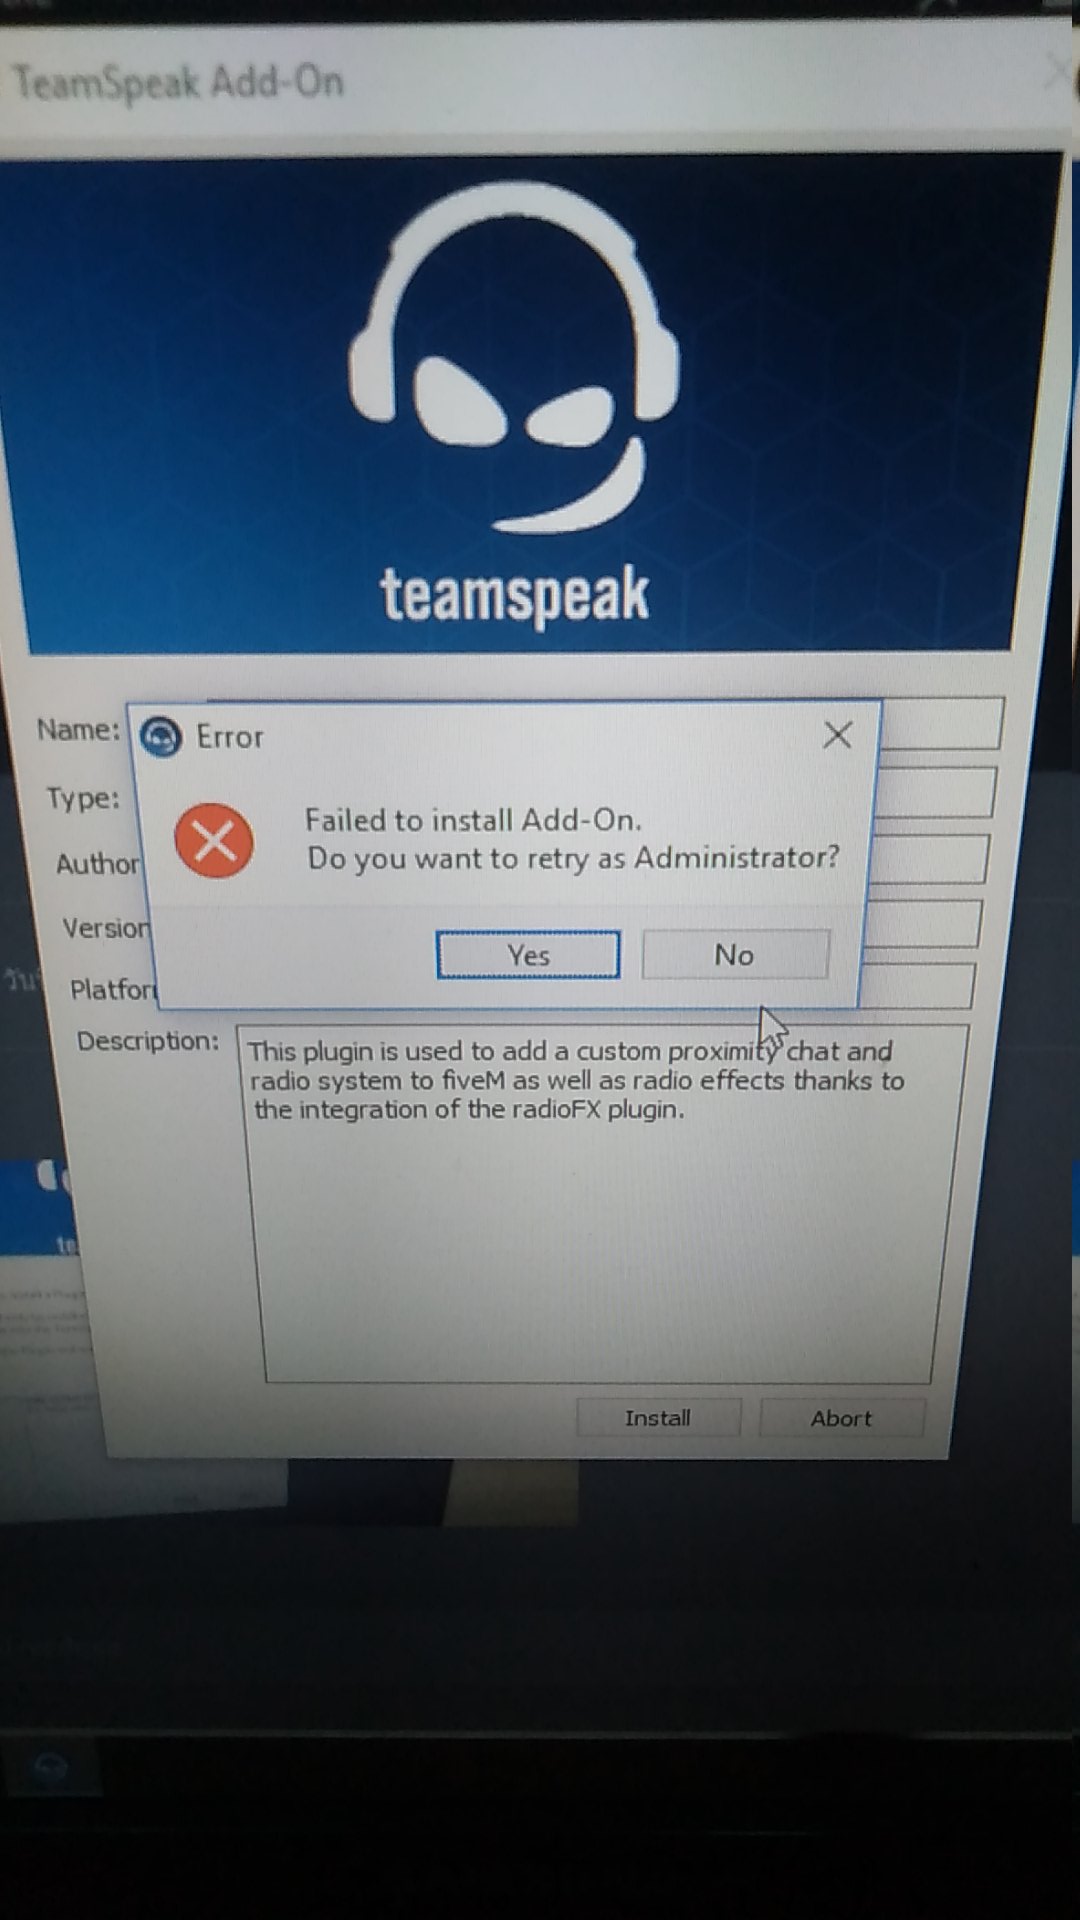 TeamSpeak Add-On
teamspeak
Name:
Error
Type:
Failed to install Add-On.
Do you want to retry as Administrator?
Author
Version
Yes
No
Platfor
Description:
This plugin is used to add a custom proximity chat and
radio system to fiveM as well as radio effects thanks to
the integration of the radioFX plugin.
Install
Abort